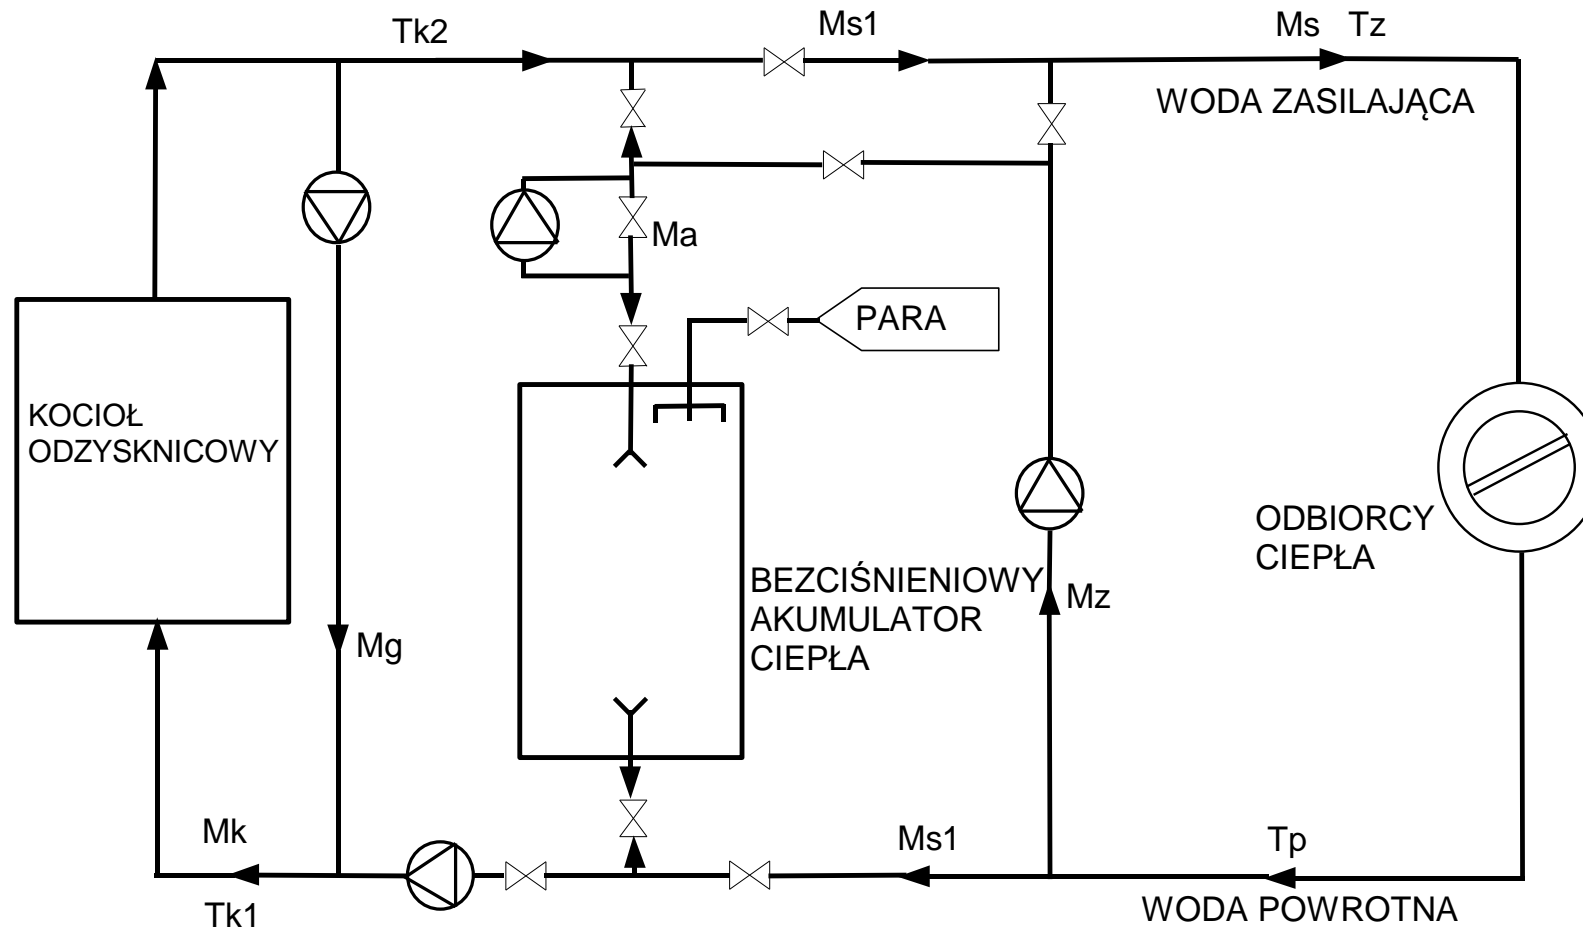 Tk2
Ms1
Ms Tz
WODA ZASILAJĄCA
Ma
PARA
KOCIOŁ
ODZYSKNICOWY
ODBIORCY
CIEPŁA
BEZCIŚNIENIOWY
AKUMULATOR
CIEPŁA
Mz
Mg
Mk
Ms1
Tp
Tk1
WODA POWROTNA